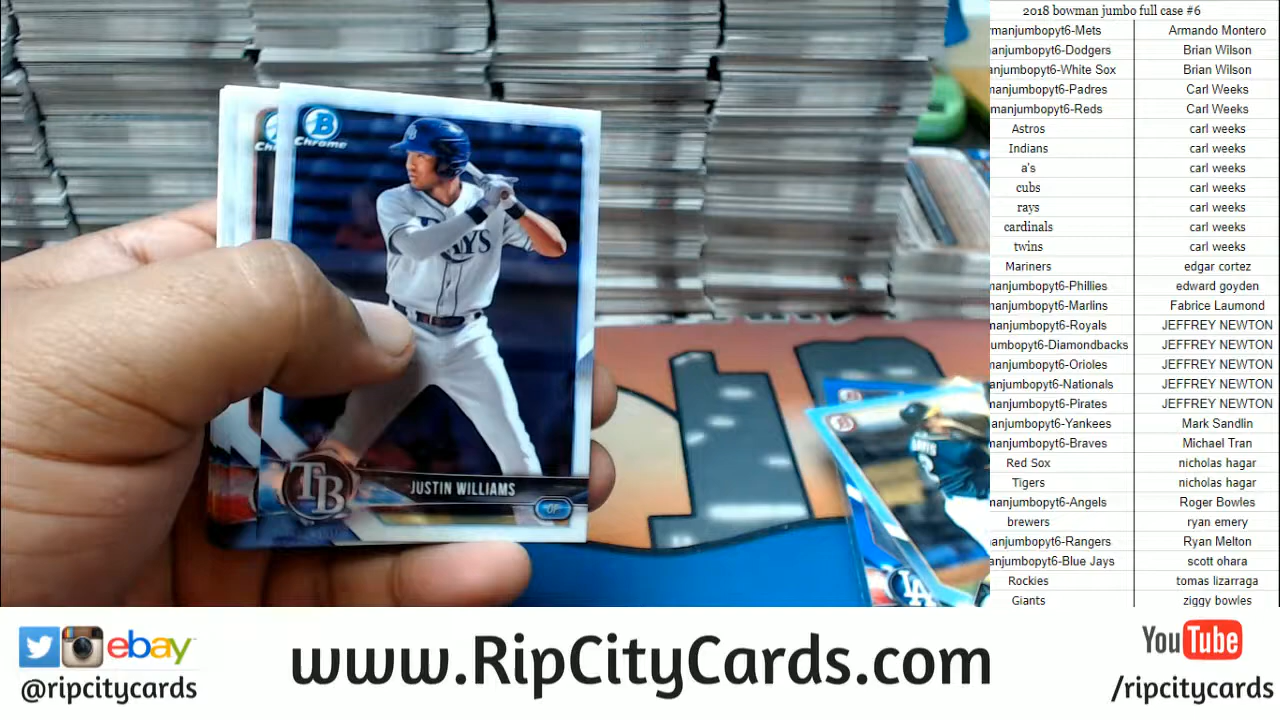 2018 bowman jumbo full case #6
manjumbopyt6-Mets Armando Montero
anjumbopyt6-Dodgers Brian Wilson
anjumbopyt6-White Sox Brian Wilson
manjumbopyt6-Padres Carl Weeks
manjumbopyt6-Reds Carl Weeks
Astros carl weeks
Indians carl weeks
a's carl weeks
cubs carl weeks
rays carl weeks
cardinals carl weeks
twins carl weeks
Mariners edgar cortez
manjumbopyt6-Phillies edward goyden
manjumbopyt6-Marlins Fabrice Laumond
manjumbopyt6-Royals JEFFREY NEWTON
umbopyt6-Diamondbacks JEFFREY NEWTON
anjumbopyt6-Orioles JEFFREY NEWTON
anjumbopyt6-Nationals JEFFREY NEWTON
manjumbopyt6-Pirates JEFFREY NEWTON
manjumbopyt6-Yankees Mark Sandlin
manjumbopyt6-Braves Michael Tran
Red Sox nicholas hagar
Tigers nicholas hagar
manjumbopyt6-Angels Roger Bowles
brewers ryan emery
manjumbopyt6-Rangers Ryan Melton
anjumbopyt6-Blue Jays scott ohara
Rockies tomas lizarraga
Giants ziggy bowles
B
Chrome
RAYS
TB
JUSTIN WILLIAMS
OF
LA
ebay
@ripcitycards
www.RipCityCards.com
YouTube
/ripcitycards